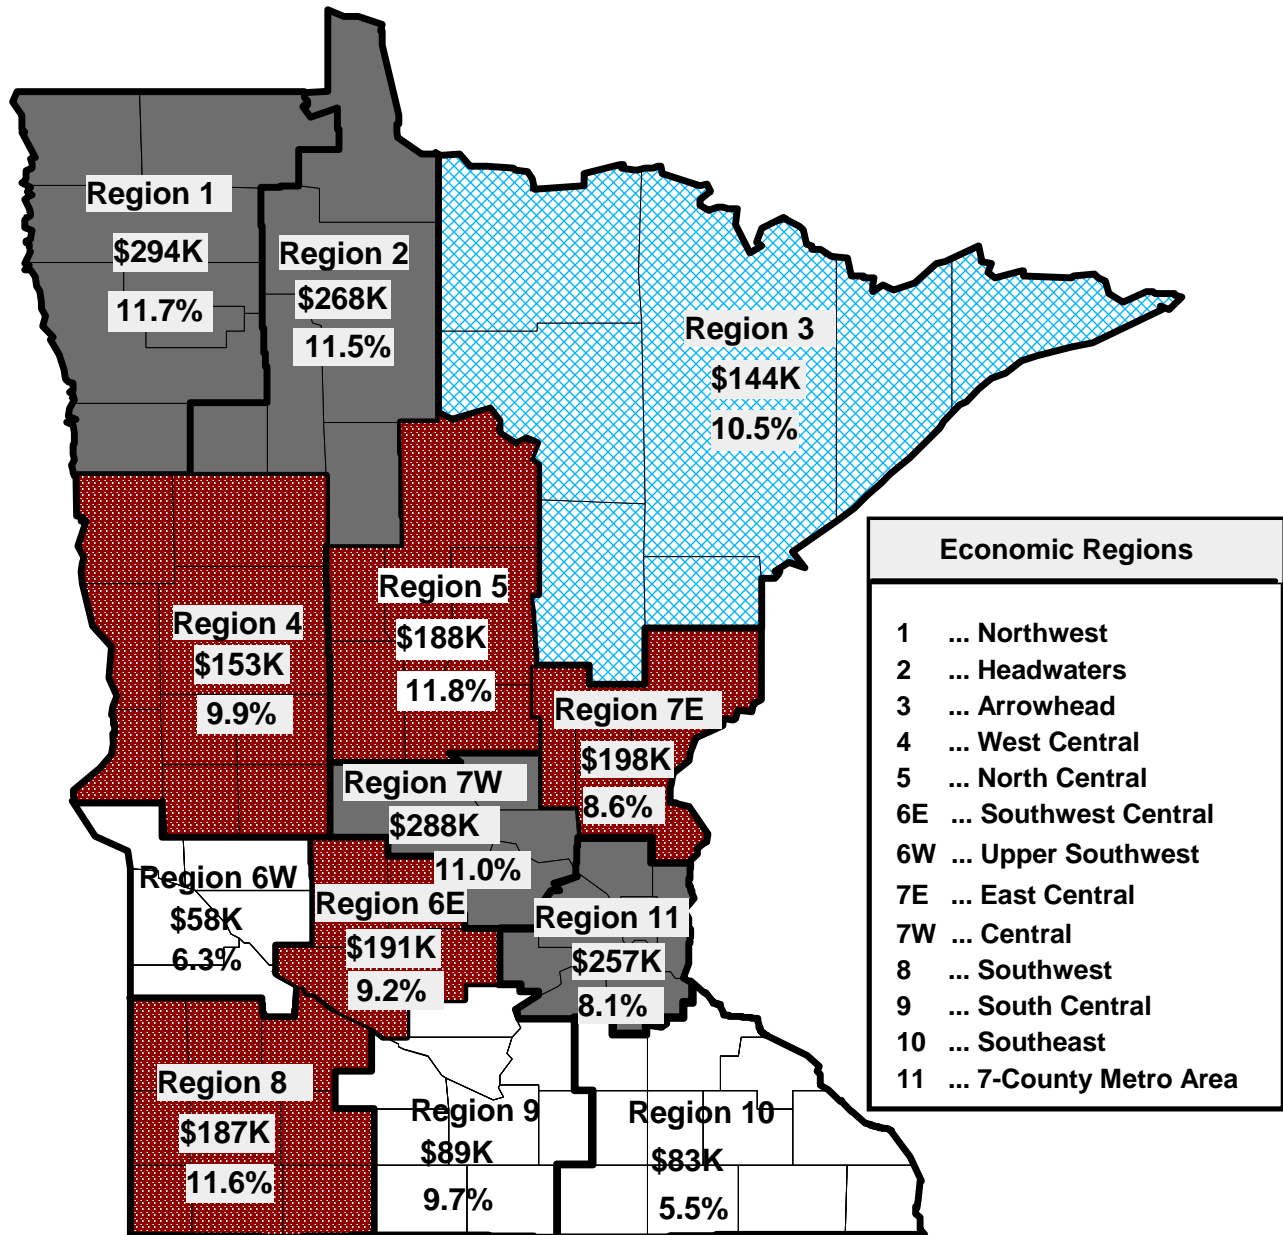 Region 1
$294K
11.7%
Region 2
$268K
11.5%
Region 3
$144K
10.5%
Region 4
$153K
9.9%
Region 5
$188K
11.8%
Region 7E
$198K
8.6%
Region 7W
$288K
11.0%
Region 6W
$58K
6.3%
Region 6E
$191K
9.2%
Region 11
$257K
8.1%
Region 8
$187K
11.6%
Region 9
$89K
9.7%
Region 10
$83K
5.5%
Economic Regions
1 ... Northwest
2 ... Headwaters
3 ... Arrowhead
4 ... West Central
5 ... North Central
6E ... Southwest Central
6W ... Upper Southwest
7E ... East Central
7W ... Central
8 ... Southwest
9 ... South Central
10 ... Southeast
11 ... 7-County Metro Area